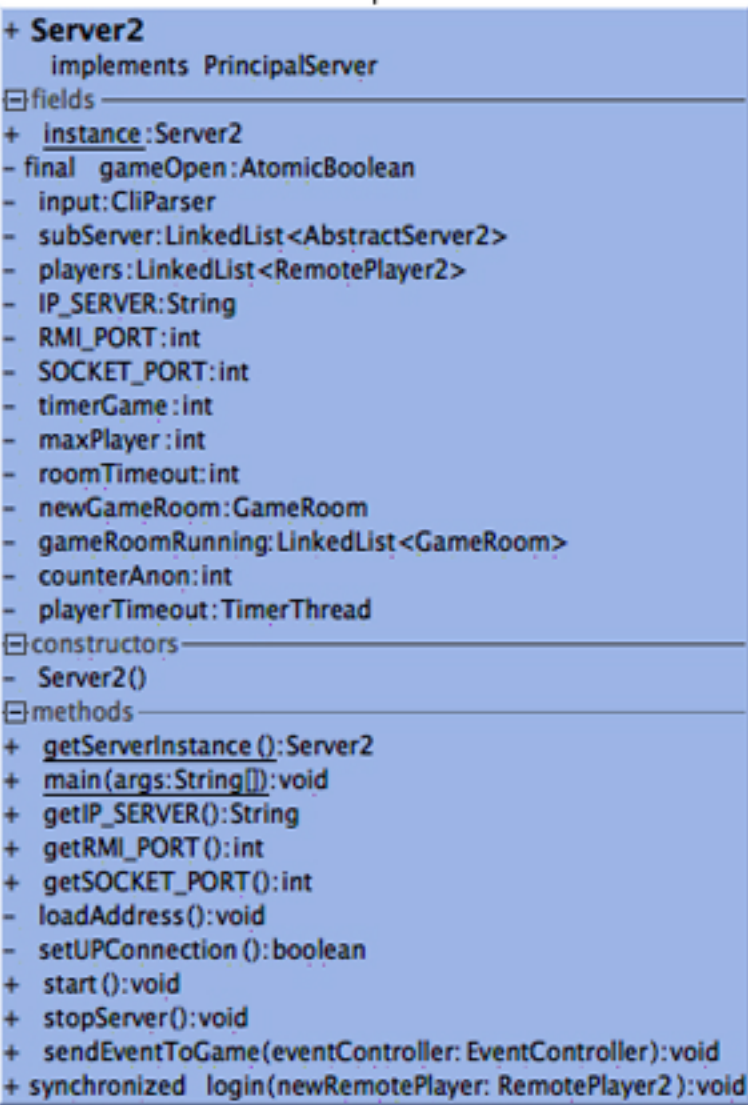 + Server2
implements PrincipalServer
fields
+ instance:Server2
- final gameOpen:AtomicBoolean
- input:CliParser
- subServer:LinkedList<AbstractServer2>
- players:LinkedList<RemotePlayer2>
- IP_SERVER:String
- RMI_PORT:int
- SOCKET_PORT:int
- timerGame:int
- maxPlayer:int
- roomTimeout:int
- newGameRoom:GameRoom
- gameRoomRunning:LinkedList<GameRoom>
- counterAnon:int
- playerTimeout:TimerThread
constructors
- Server2()
methods
+ getServerInstance():Server2
+ main(args:String[]):void
+ getIP_SERVER():String
+ getRMI_PORT():int
+ getSOCKET_PORT():int
- loadAddress():void
- setUPConnection():boolean
+ start():void
+ stopServer():void
+ sendEventToGame(eventController:EventController):void
+ synchronized login(newRemotePlayer:RemotePlayer2):void